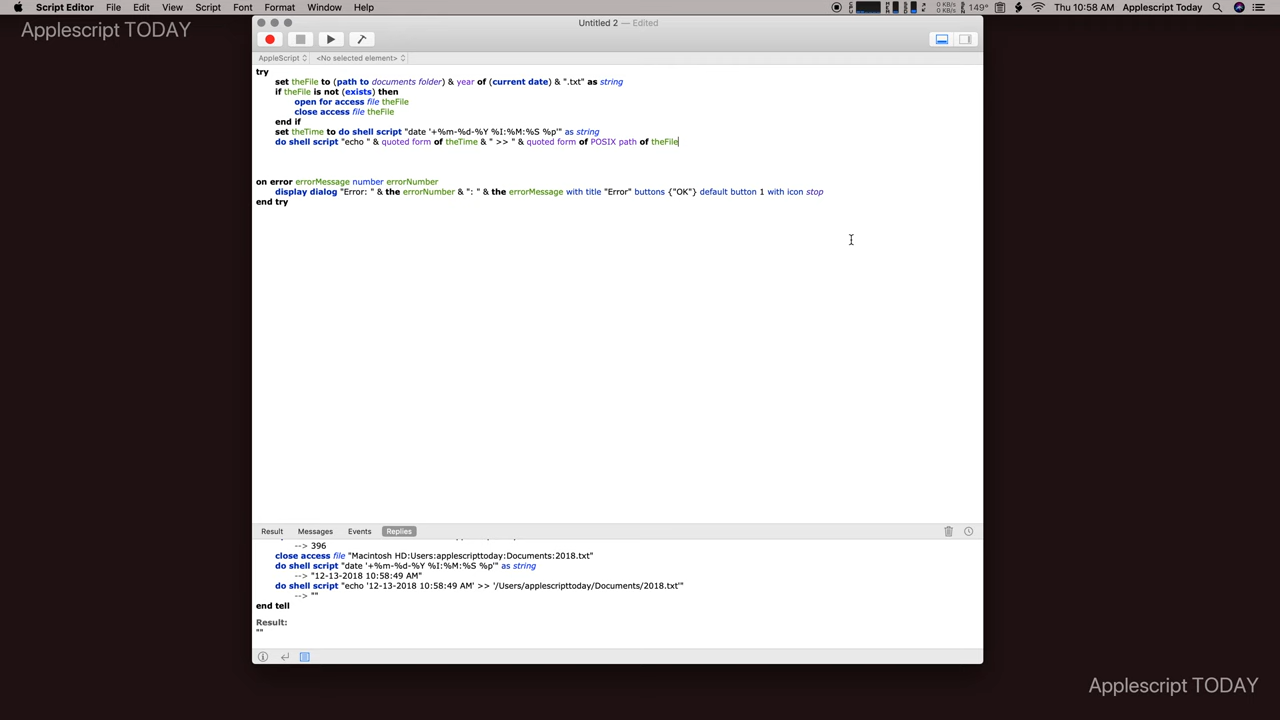 Script Editor File Edit View Script Font Format Window Help
0 KB/s
0 KB/s
149° Thu 10:58 AM Applescript Today
Applescript TODAY
Untitled 2 — Edited
AppleScript <No selected element>
try
set theFile to (path to documents folder) & year of (current date) & ".txt" as string
if theFile is not (exists) then
open for access file theFile
close access file theFile
end if
set theTime to do shell script "date '+%m-%d-%Y %I:%M:%S %p'" as string
do shell script "echo " & quoted form of theTime & " >> " & quoted form of POSIX path of theFile
on error errorMessage number errorNumber
display dialog "Error: " & the errorNumber & ": " & the errorMessage with title "Error" buttons {"OK"} default button 1 with icon stop
end try
Result Messages Events Replies
--> 396
close access file "Macintosh HD:Users:applescripttoday:Documents:2018.txt"
do shell script "date '+%m-%d-%Y %I:%M:%S %p'" as string
--> "12-13-2018 10:58:49 AM"
do shell script "echo '12-13-2018 10:58:49 AM' >> '/Users/applescripttoday/Documents/2018.txt'"
--> ""
end tell
Result:
""
Applescript TODAY